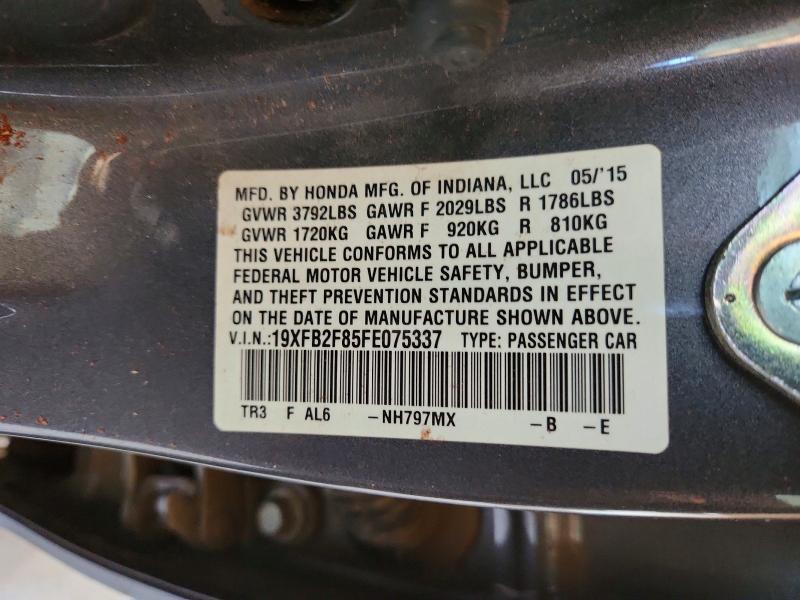 MFD. BY HONDA MFG. OF INDIANA, LLC 05/'15
GVWR 3792LBS GAWR F 2029LBS R 1786LBS
GVWR 1720KG GAWR F 920KG R 810KG
THIS VEHICLE CONFORMS TO ALL APPLICABLE
FEDERAL MOTOR VEHICLE SAFETY, BUMPER,
AND THEFT PREVENTION STANDARDS IN EFFECT
ON THE DATE OF MANUFACTURE SHOWN ABOVE.
V.I.N.:19XFB2F85FE075337 TYPE: PASSENGER CAR
TR3 F AL6 -NH797MX -B -E